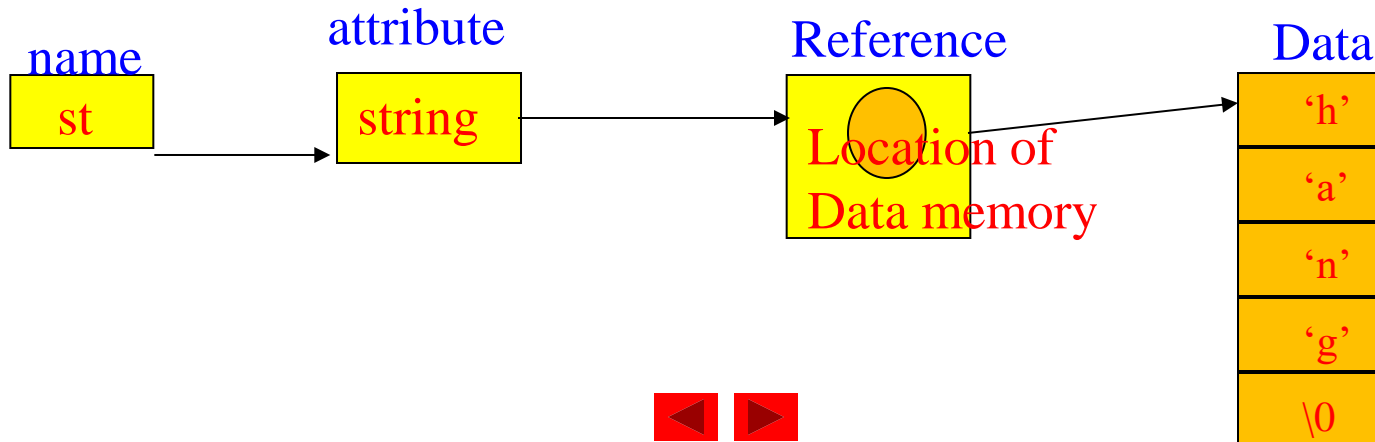 name
attribute
Reference
Data
st
string
Location of
Data memory
‘h’
‘a’
‘n’
‘g’
\0